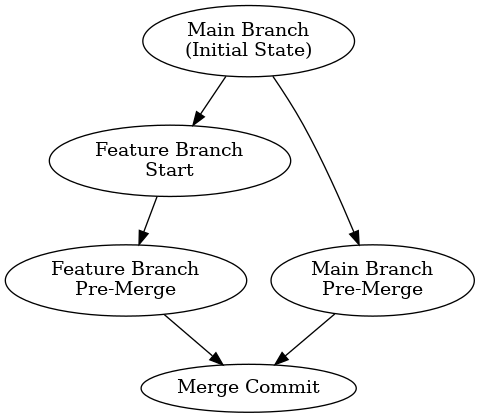 Main Branch
(Initial State)
Feature Branch
Start
Feature Branch
Pre-Merge
Main Branch
Pre-Merge
Merge Commit